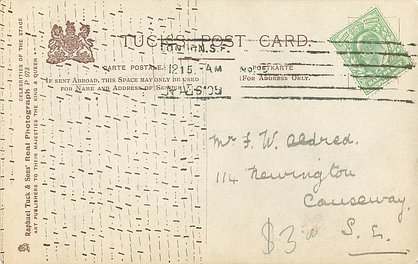 TUCK'S POST CARD.
CARTE POSTALE
POSTKARTE
IF SENT ABROAD, THIS SPACE MAY ONLY BE USED
FOR NAME AND ADDRESS OF SENDER
(FOR ADDRESS ONLY.
LONDON. S.E.
12.15 AM
09
Raphael Tuck & Sons' Real Photograph
CELEBRITIES OF THE STAGE
ART PUBLISHERS TO THEIR MAJESTIES THE KING & QUEEN
Mr F. W. Aldred.
114 Newington
Causeway.
S. E.